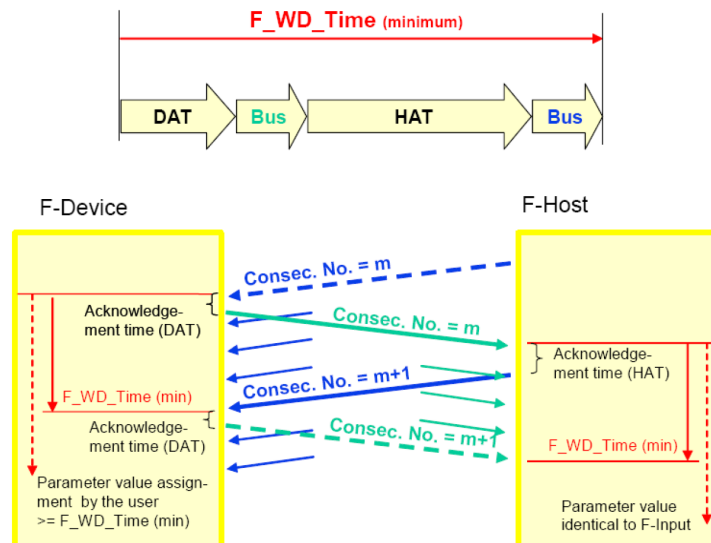 F_WD_Time (minimum)
DAT
Bus
HAT
Bus
F-Device
F-Host
Consec. No. = m
Acknowledge-
ment time (DAT)
Consec. No. = m
Acknowledge-
ment time (HAT)
Consec. No. = m+1
F_WD_Time (min)
Acknowledge-
ment time (DAT)
Consec. No. = m+1
F_WD_Time (min)
Parameter value assign-
ment by the user
>= F_WD_Time (min)
Parameter value
identical to F-Input